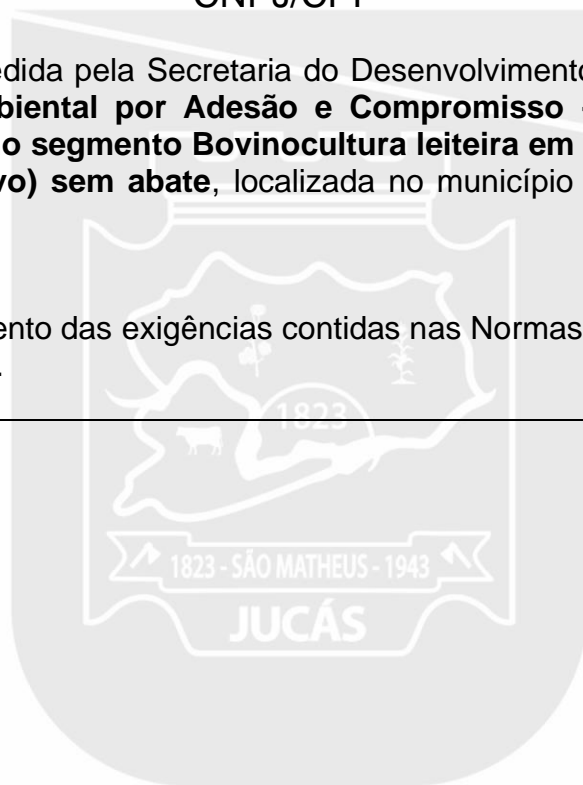 CNPJ/CPF
edida pela Secretaria do Desenvolvimento
biental por Adesão e Compromisso -
o segmento Bovinocultura leiteira em
vo) sem abate, localizada no município
ento das exigências contidas nas Normas
.
1823
1823 - SÃO MATHEUS - 1943
JUCÁS